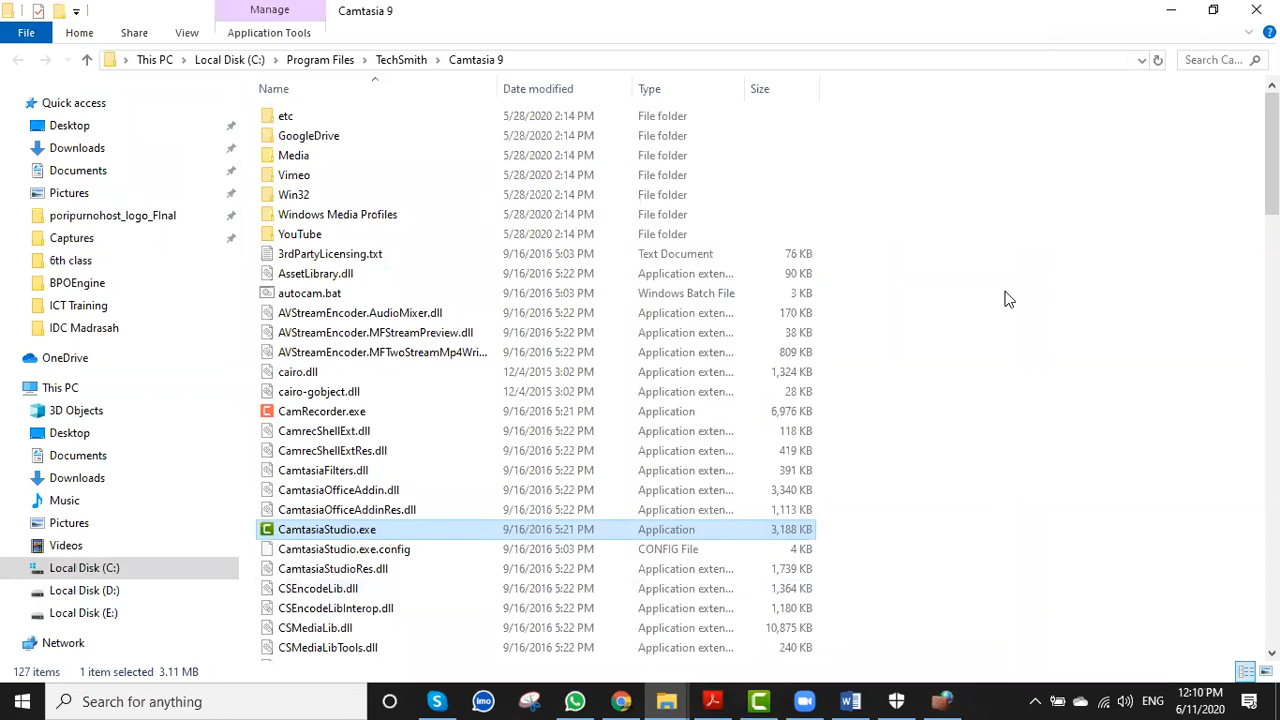 Manage
Camtasia 9
File
Home
Share
View
Application Tools
This PC
Local Disk (C:)
Program Files
TechSmith
Camtasia 9
Search Ca...
Name
Date modified
Type
Size
Quick access
Desktop
Downloads
Documents
Pictures
poripurnohost_logo_FInal
Captures
6th class
BPOEngine
ICT Training
IDC Madrasah
OneDrive
This PC
3D Objects
Desktop
Documents
Downloads
Music
Pictures
Videos
Local Disk (C:)
Local Disk (D:)
Local Disk (E:)
Network
etc 5/28/2020 2:14 PM File folder
GoogleDrive 5/28/2020 2:14 PM File folder
Media 5/28/2020 2:14 PM File folder
Vimeo 5/28/2020 2:14 PM File folder
Win32 5/28/2020 2:14 PM File folder
Windows Media Profiles 5/28/2020 2:14 PM File folder
YouTube 5/28/2020 2:14 PM File folder
3rdPartyLicensing.txt 9/16/2016 5:03 PM Text Document 76 KB
AssetLibrary.dll 9/16/2016 5:22 PM Application exten... 90 KB
autocam.bat 9/16/2016 5:03 PM Windows Batch File 3 KB
AVStreamEncoder.AudioMixer.dll 9/16/2016 5:22 PM Application exten... 170 KB
AVStreamEncoder.MFStreamPreview.dll 9/16/2016 5:22 PM Application exten... 38 KB
AVStreamEncoder.MFTwoStreamMp4Wri... 9/16/2016 5:22 PM Application exten... 809 KB
cairo.dll 12/4/2015 3:02 PM Application exten... 1,324 KB
cairo-gobject.dll 12/4/2015 3:02 PM Application exten... 28 KB
CamRecorder.exe 9/16/2016 5:21 PM Application 6,976 KB
CamrecShellExt.dll 9/16/2016 5:22 PM Application exten... 118 KB
CamrecShellExtRes.dll 9/16/2016 5:22 PM Application exten... 419 KB
CamtasiaFilters.dll 9/16/2016 5:22 PM Application exten... 391 KB
CamtasiaOfficeAddin.dll 9/16/2016 5:22 PM Application exten... 3,340 KB
CamtasiaOfficeAddinRes.dll 9/16/2016 5:22 PM Application exten... 1,113 KB
CamtasiaStudio.exe 9/16/2016 5:21 PM Application 3,188 KB
CamtasiaStudio.exe.config 9/16/2016 5:03 PM CONFIG File 4 KB
CamtasiaStudioRes.dll 9/16/2016 5:22 PM Application exten... 1,739 KB
CSEncodeLib.dll 9/16/2016 5:22 PM Application exten... 1,364 KB
CSEncodeLibInterop.dll 9/16/2016 5:22 PM Application exten... 1,180 KB
CSMediaLib.dll 9/16/2016 5:22 PM Application exten... 10,875 KB
CSMediaLibTools.dll 9/16/2016 5:22 PM Application exten... 240 KB
127 items
1 item selected 3.11 MB
Search for anything
ENG
12:10 PM
6/11/2020